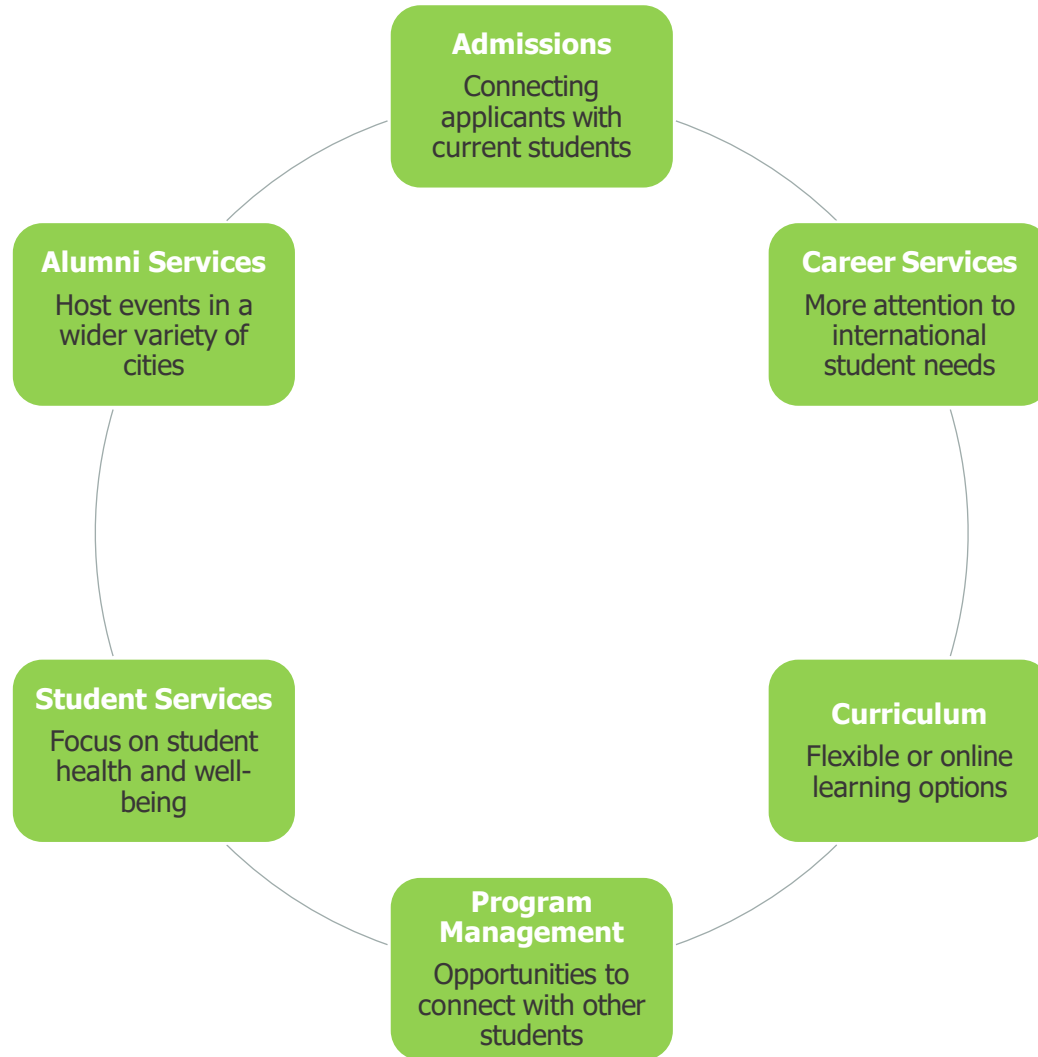 Admissions
Connecting
applicants with
current students
Alumni Services
Host events in a
wider variety of
cities
Career Services
More attention to
international
student needs
Student Services
Focus on student
health and well-
being
Curriculum
Flexible or online
learning options
Program
Management
Opportunities to
connect with other
students